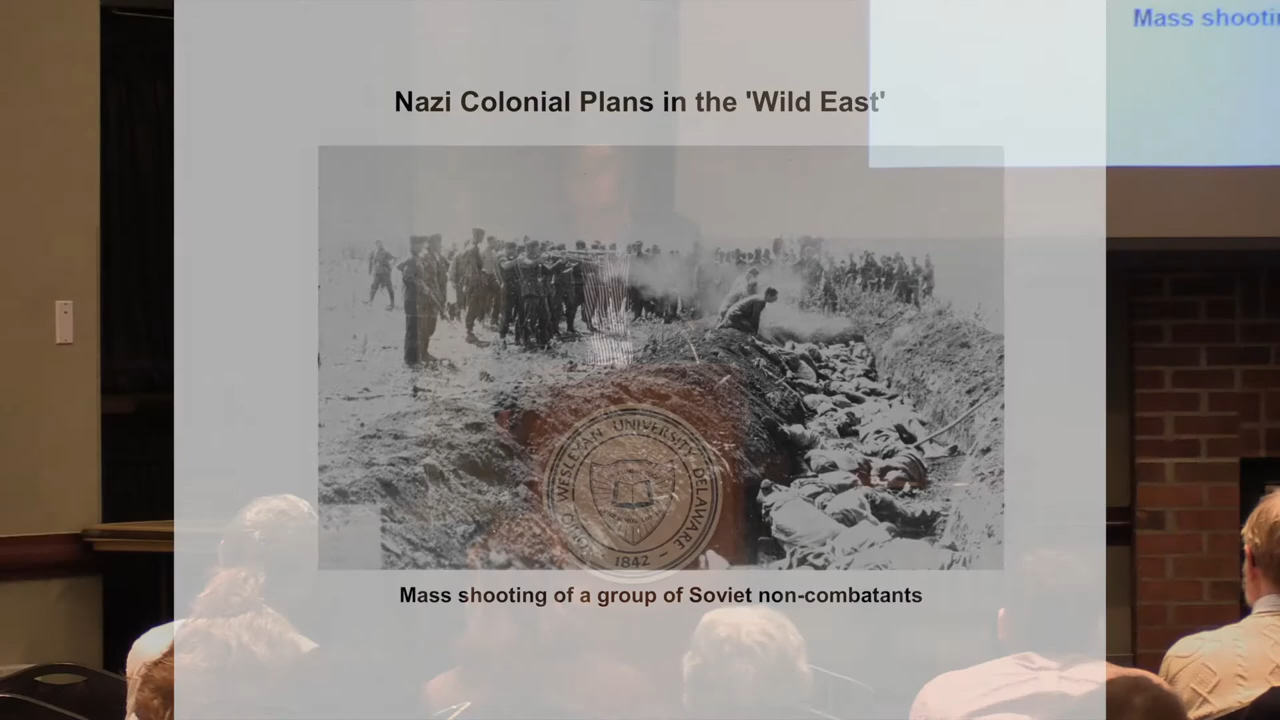 Mass shooti
Nazi Colonial Plans in the 'Wild East'
OHIO WESLEYAN UNIVERSITY DELAWARE
1842
Mass shooting of a group of Soviet non-combatants